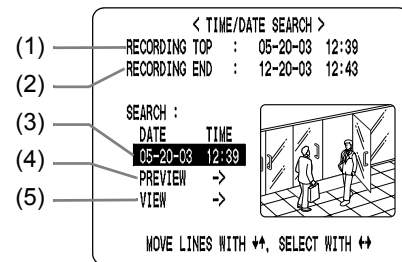 < TIME/DATE SEARCH >
(1) RECORDING TOP : 05-20-03 12:39
(2) RECORDING END : 12-20-03 12:43
SEARCH :
DATE TIME
(3) 05-20-03 12:39
(4) PREVIEW ->
(5) VIEW ->
MOVE LINES WITH ↓↑, SELECT WITH ←→